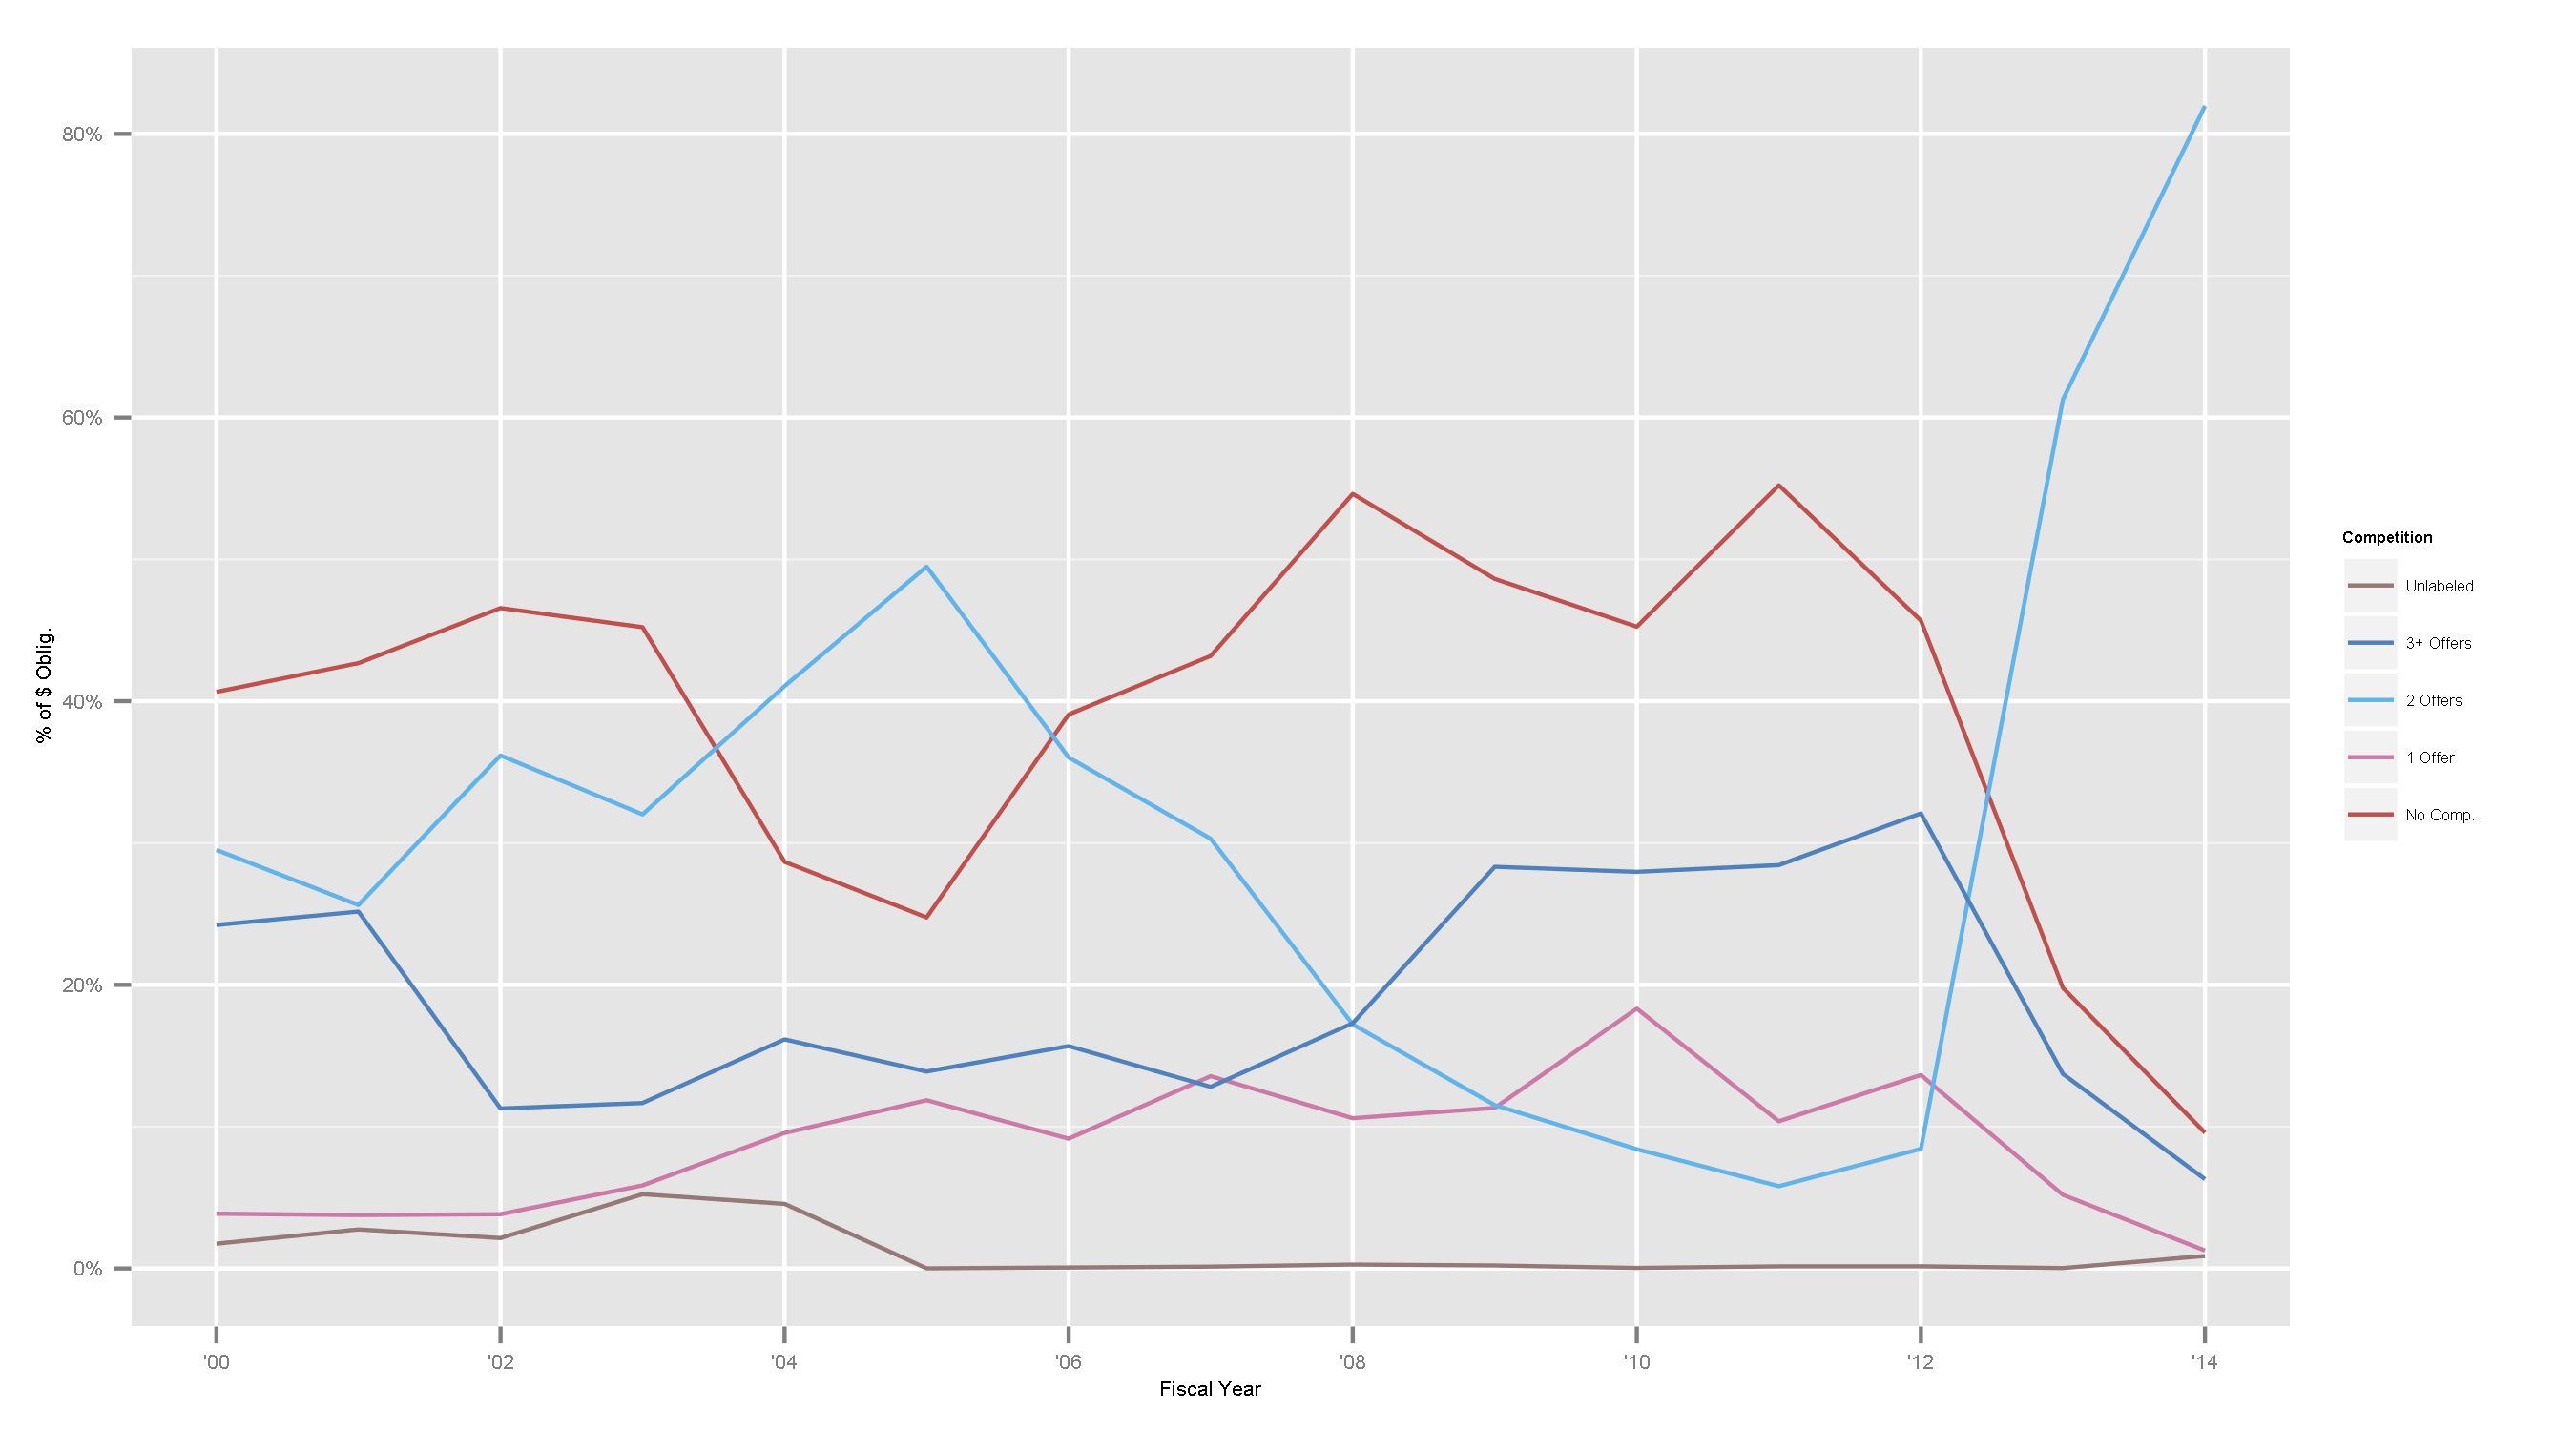 80%
60%
40%
20%
0%
% of $ Oblig.
'00
'02
'04
'06
'08
'10
'12
'14
Fiscal Year
Competition
Unlabeled
3+ Offers
2 Offers
1 Offer
No Comp.